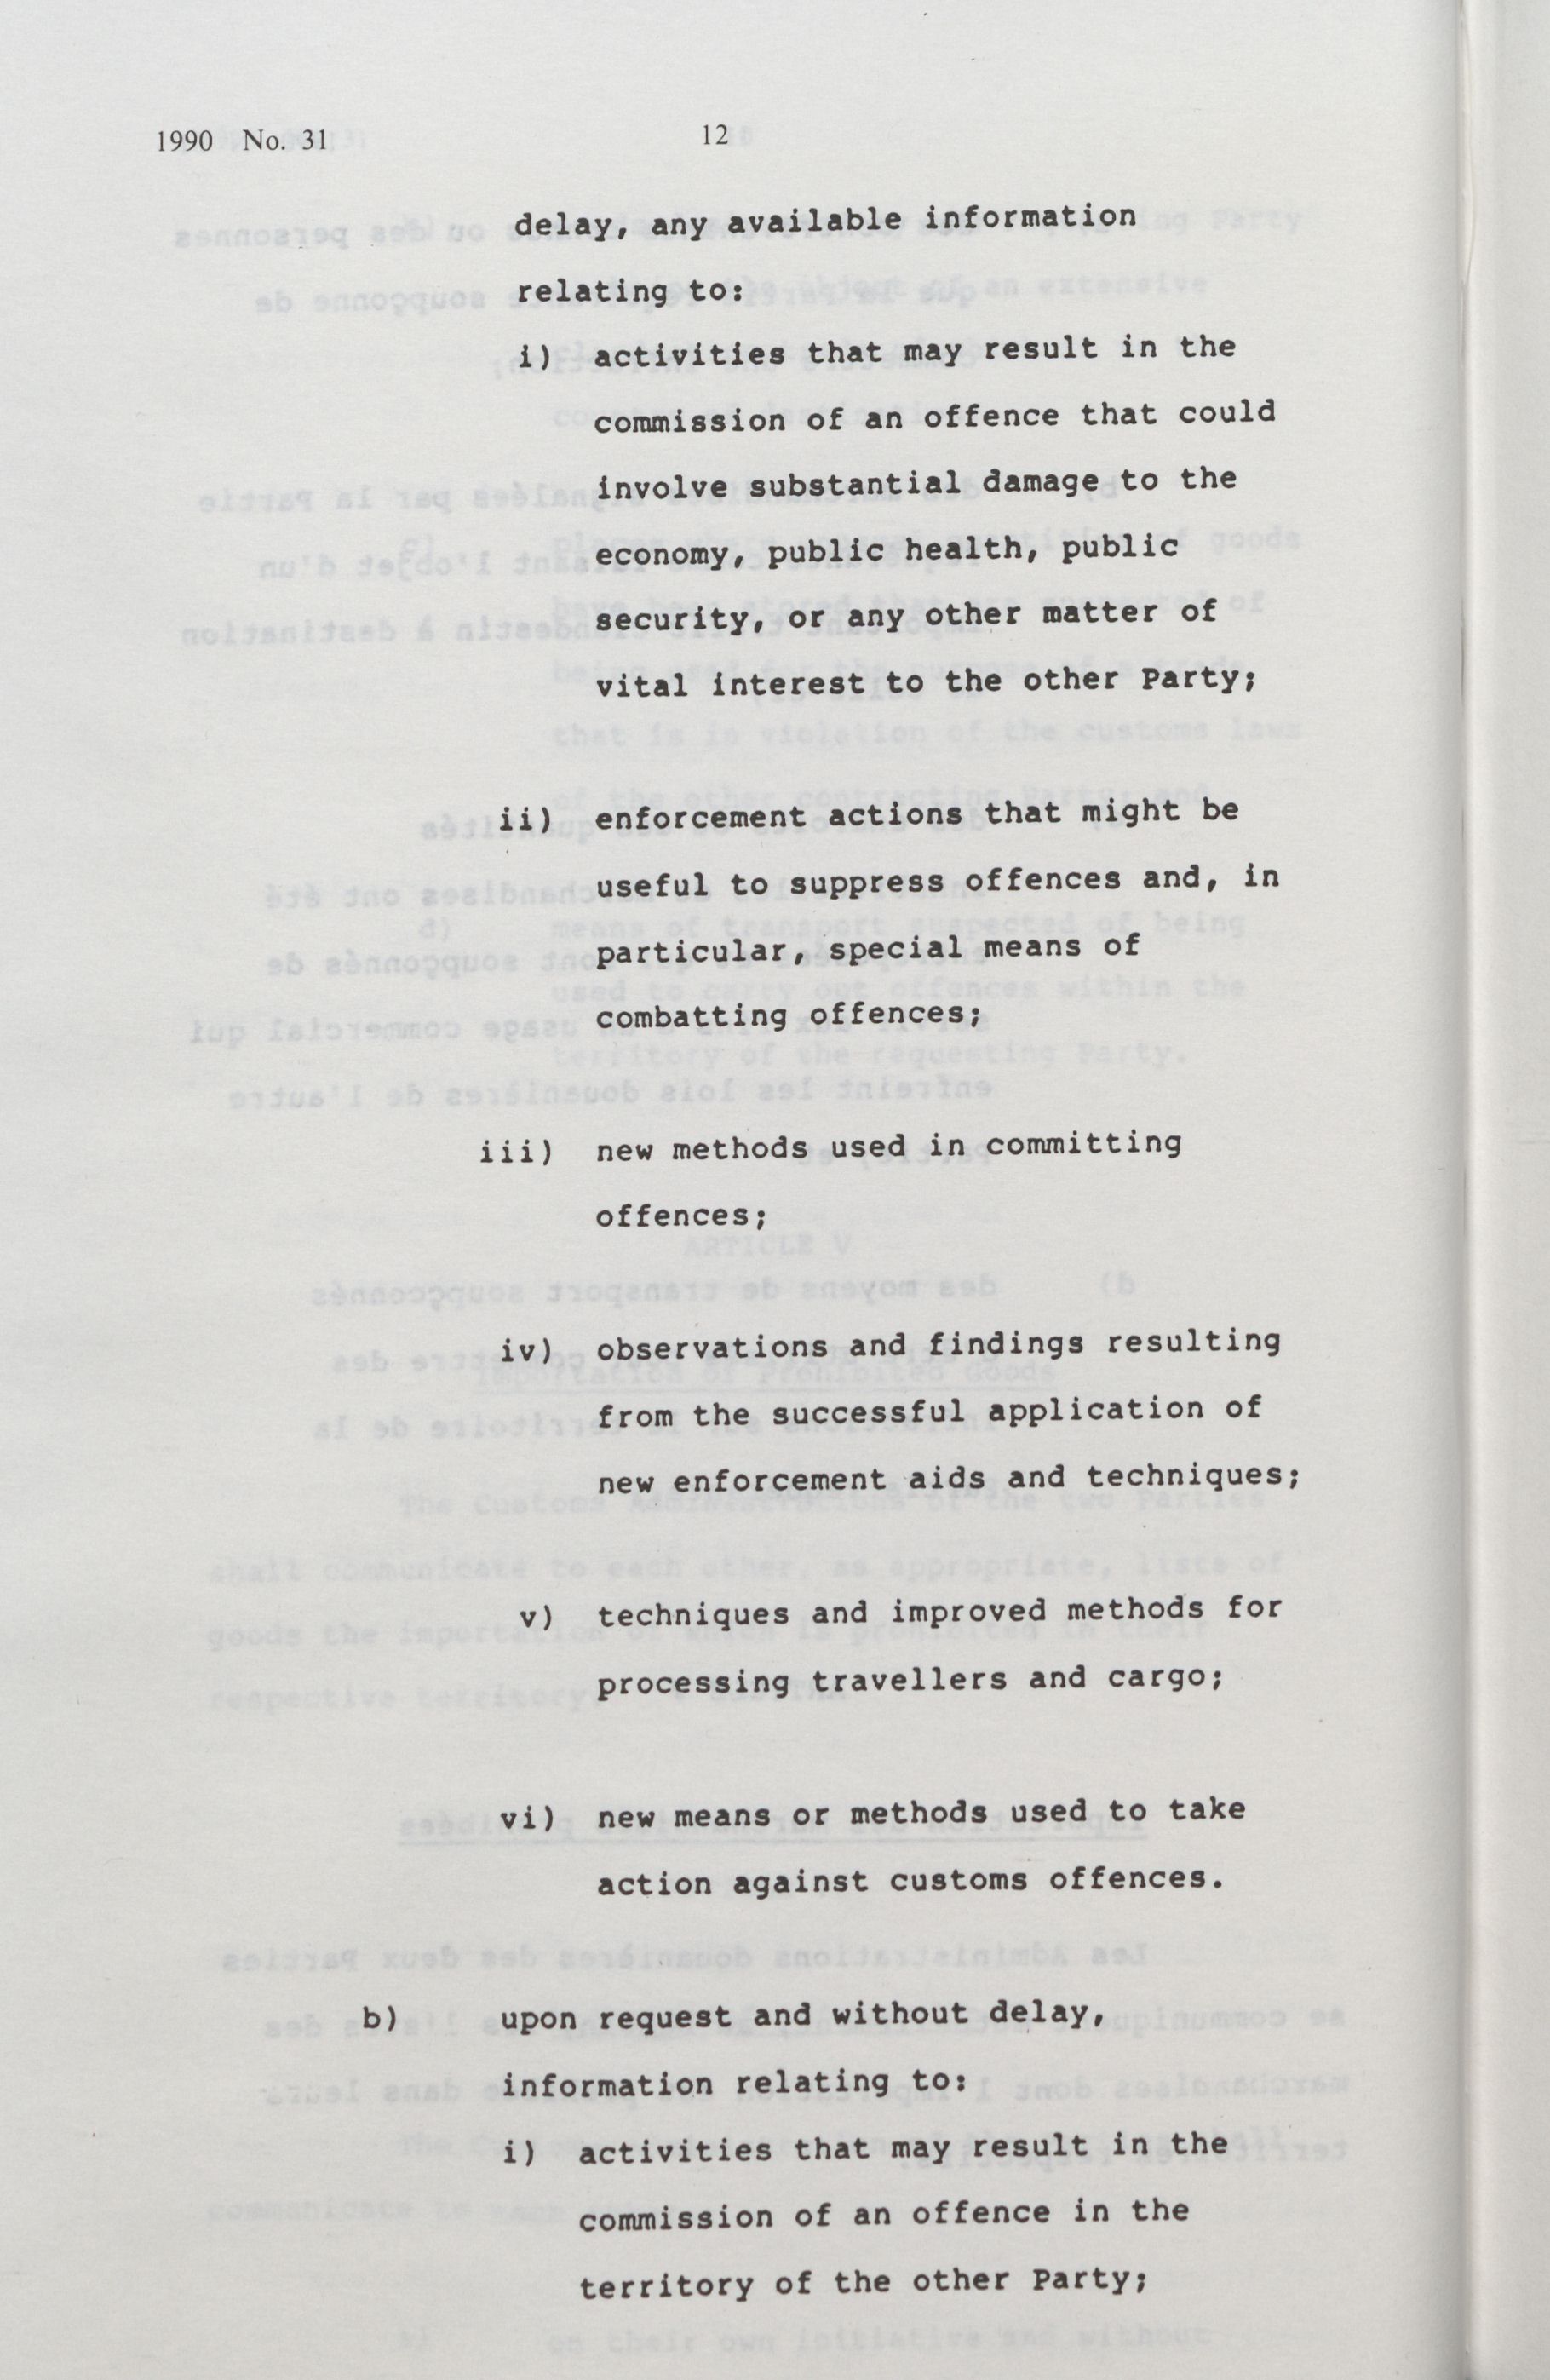 1990 No. 31
12
delay, any available information
relating to:
i) activities that may result in the
commission of an offence that could
involve substantial damage to the
economy, public health, public
security, or any other matter of
vital interest to the other Party;
ii) enforcement actions that might be
useful to suppress offences and, in
particular, special means of
combatting offences;
iii) new methods used in committing
offences;
iv) observations and findings resulting
from the successful application of
new enforcement aids and techniques;
v) techniques and improved methods for
processing travellers and cargo;
vi) new means or methods used to take
action against customs offences.
b) upon request and without delay,
information relating to:
i) activities that may result in the
commission of an offence in the
territory of the other Party;